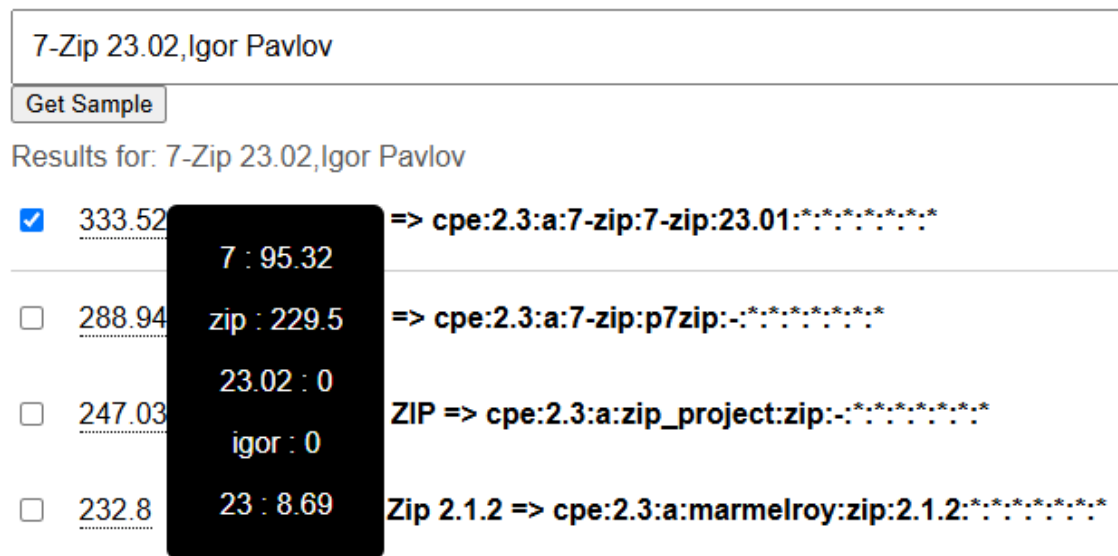 7-Zip 23.02,Igor Pavlov
Get Sample
Results for: 7-Zip 23.02,Igor Pavlov
333.52 => cpe:2.3:a:7-zip:7-zip:23.01:*:*:*:*:*:*:*
7 : 95.32
288.94 => cpe:2.3:a:7-zip:p7zip:-:*:*:*:*:*:*:*
zip : 229.5
23.02 : 0
247.03 ZIP => cpe:2.3:a:zip_project:zip:-:*:*:*:*:*:*:*
igor : 0
232.8 Zip 2.1.2 => cpe:2.3:a:marmelroy:zip:2.1.2:*:*:*:*:*:*:*
23 : 8.69